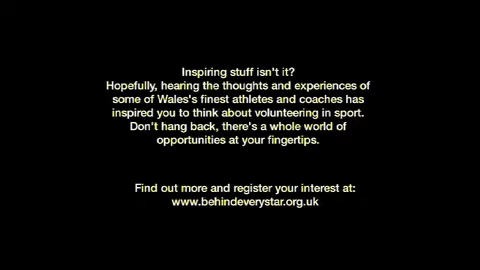 Inspiring stuff isn't it?
Hopefully, hearing the thoughts and experiences of
some of Wales's finest athletes and coaches has
inspired you to think about volunteering in sport.
Don't hang back, there's a whole world of
opportunities at your fingertips.
Find out more and register your interest at:
www.behindeverystar.org.uk